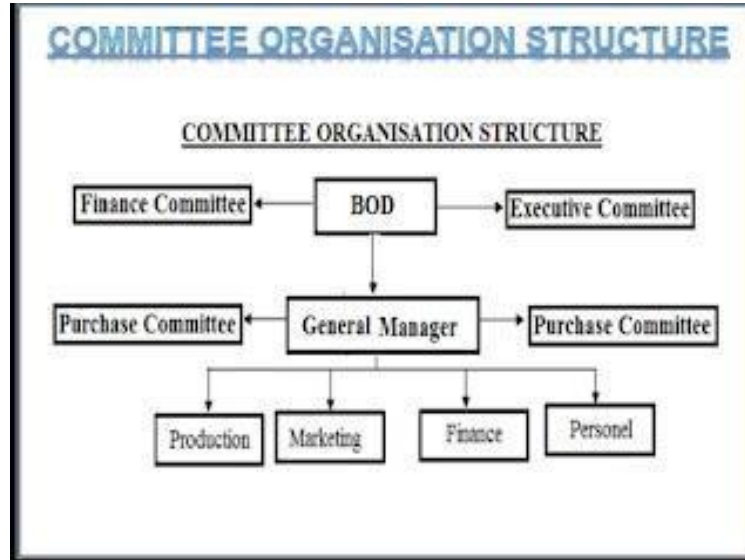 COMMITTEE ORGANISATION STRUCTURE
COMMITTEE ORGANISATION STRUCTURE
Finance Committee
BOD
Executive Committee
Purchase Committee
General Manager
Purchase Committee
Production
Marketing
Finance
Personel